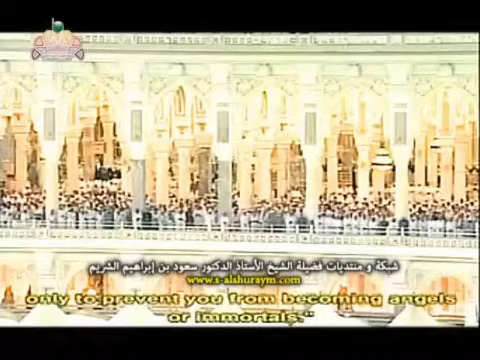 شبكة و منتديات فضيلة الشيخ الأستاذ الدكتور سعود بن إبراهيم الشريم
www.s-alshuraym.com
only to prevent you from becoming angels
or immortals."